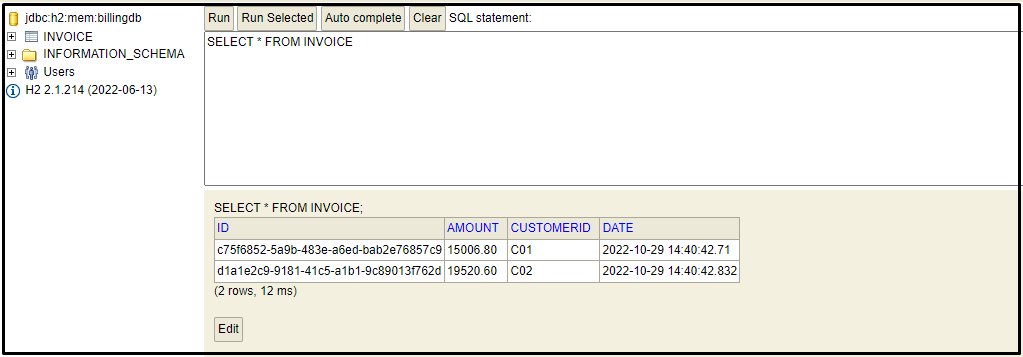 jdbc:h2:mem:billingdb
INVOICE
INFORMATION_SCHEMA
Users
H2 2.1.214 (2022-06-13)
Run Run Selected Auto complete Clear SQL statement:
SELECT * FROM INVOICE
SELECT * FROM INVOICE;
ID AMOUNT CUSTOMERID DATE
c75f6852-5a9b-483e-a6ed-bab2e76857c9 15006.80 C01 2022-10-29 14:40:42.71
d1a1e2c9-9181-41c5-a1b1-9c89013f762d 19520.60 C02 2022-10-29 14:40:42.832
(2 rows, 12 ms)
Edit